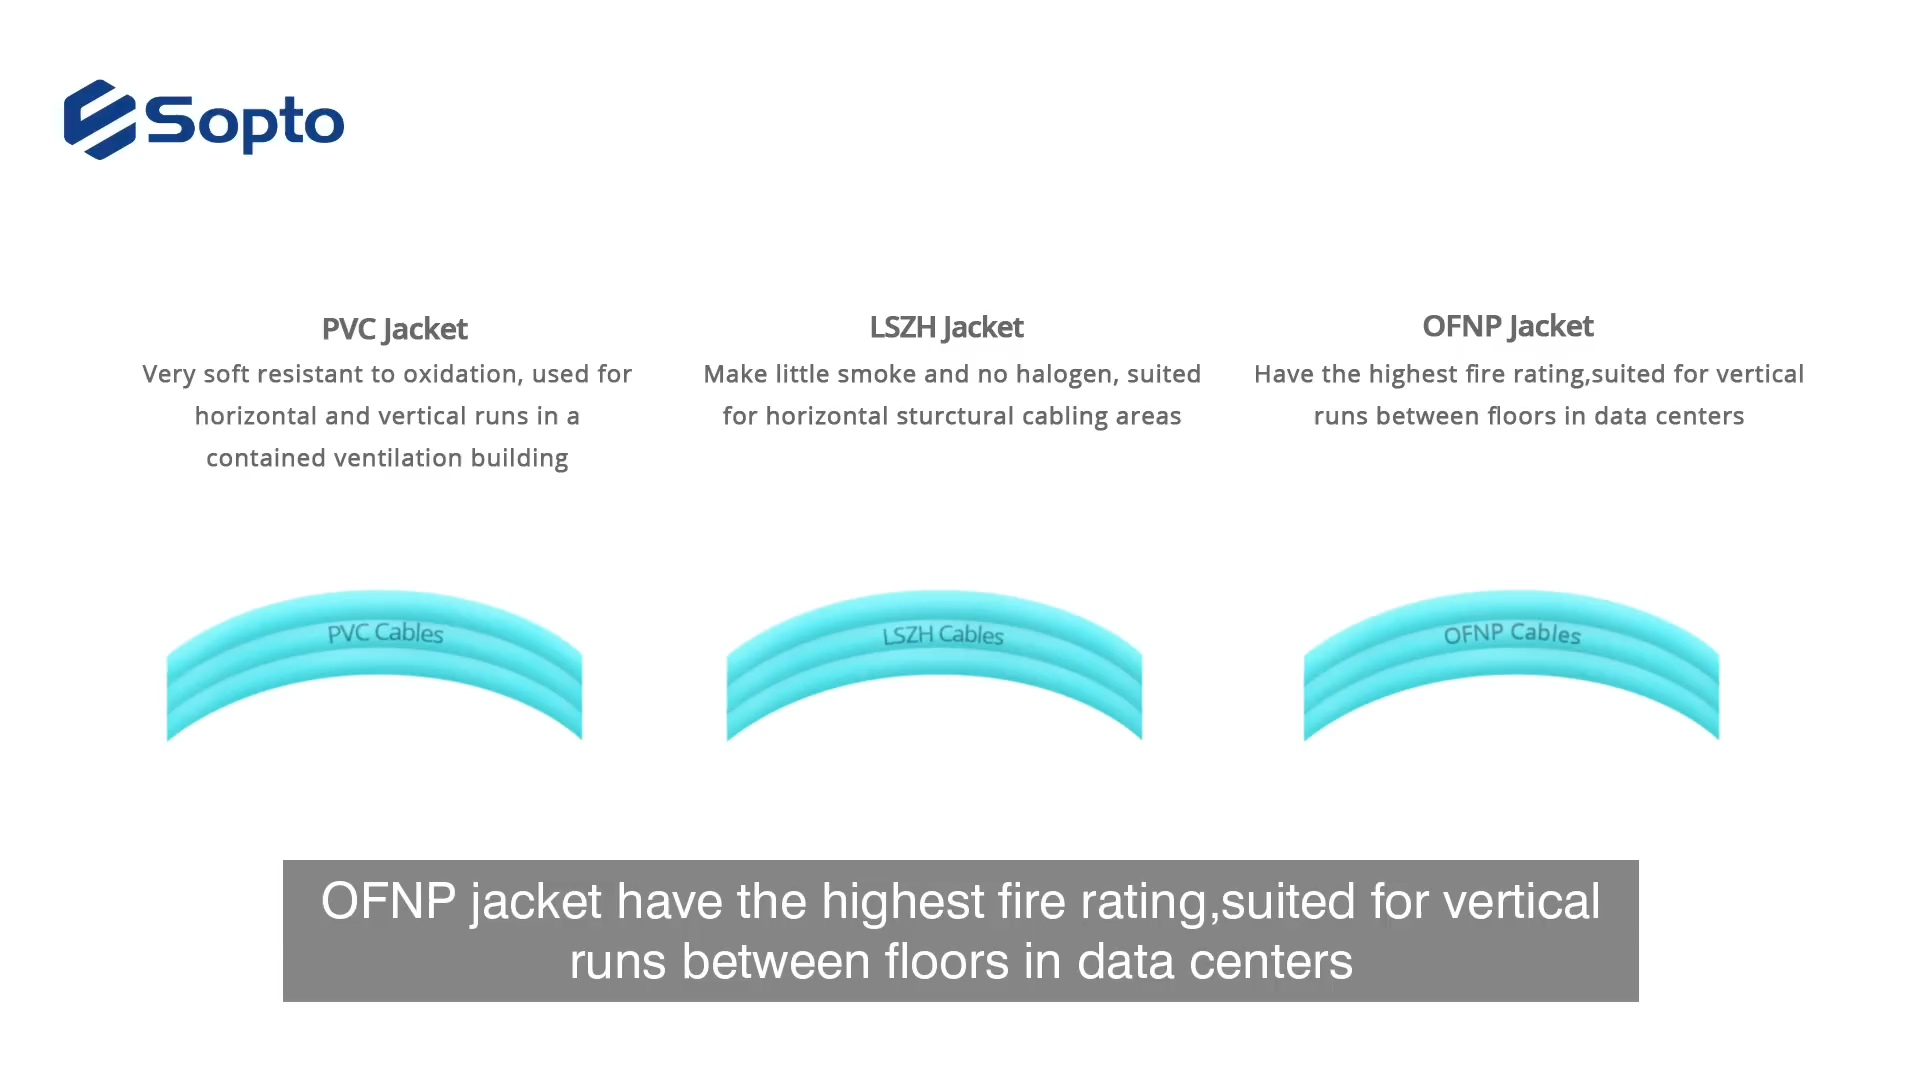 Sopto
PVC Jacket
Very soft resistant to oxidation, used for
horizontal and vertical runs in a
contained ventilation building
LSZH Jacket
Make little smoke and no halogen, suited
for horizontal sturctural cabling areas
OFNP Jacket
Have the highest fire rating,suited for vertical
runs between floors in data centers
PVC Cables
LSZH Cables
OFNP Cables
OFNP jacket have the highest fire rating,suited for vertical
runs between floors in data centers